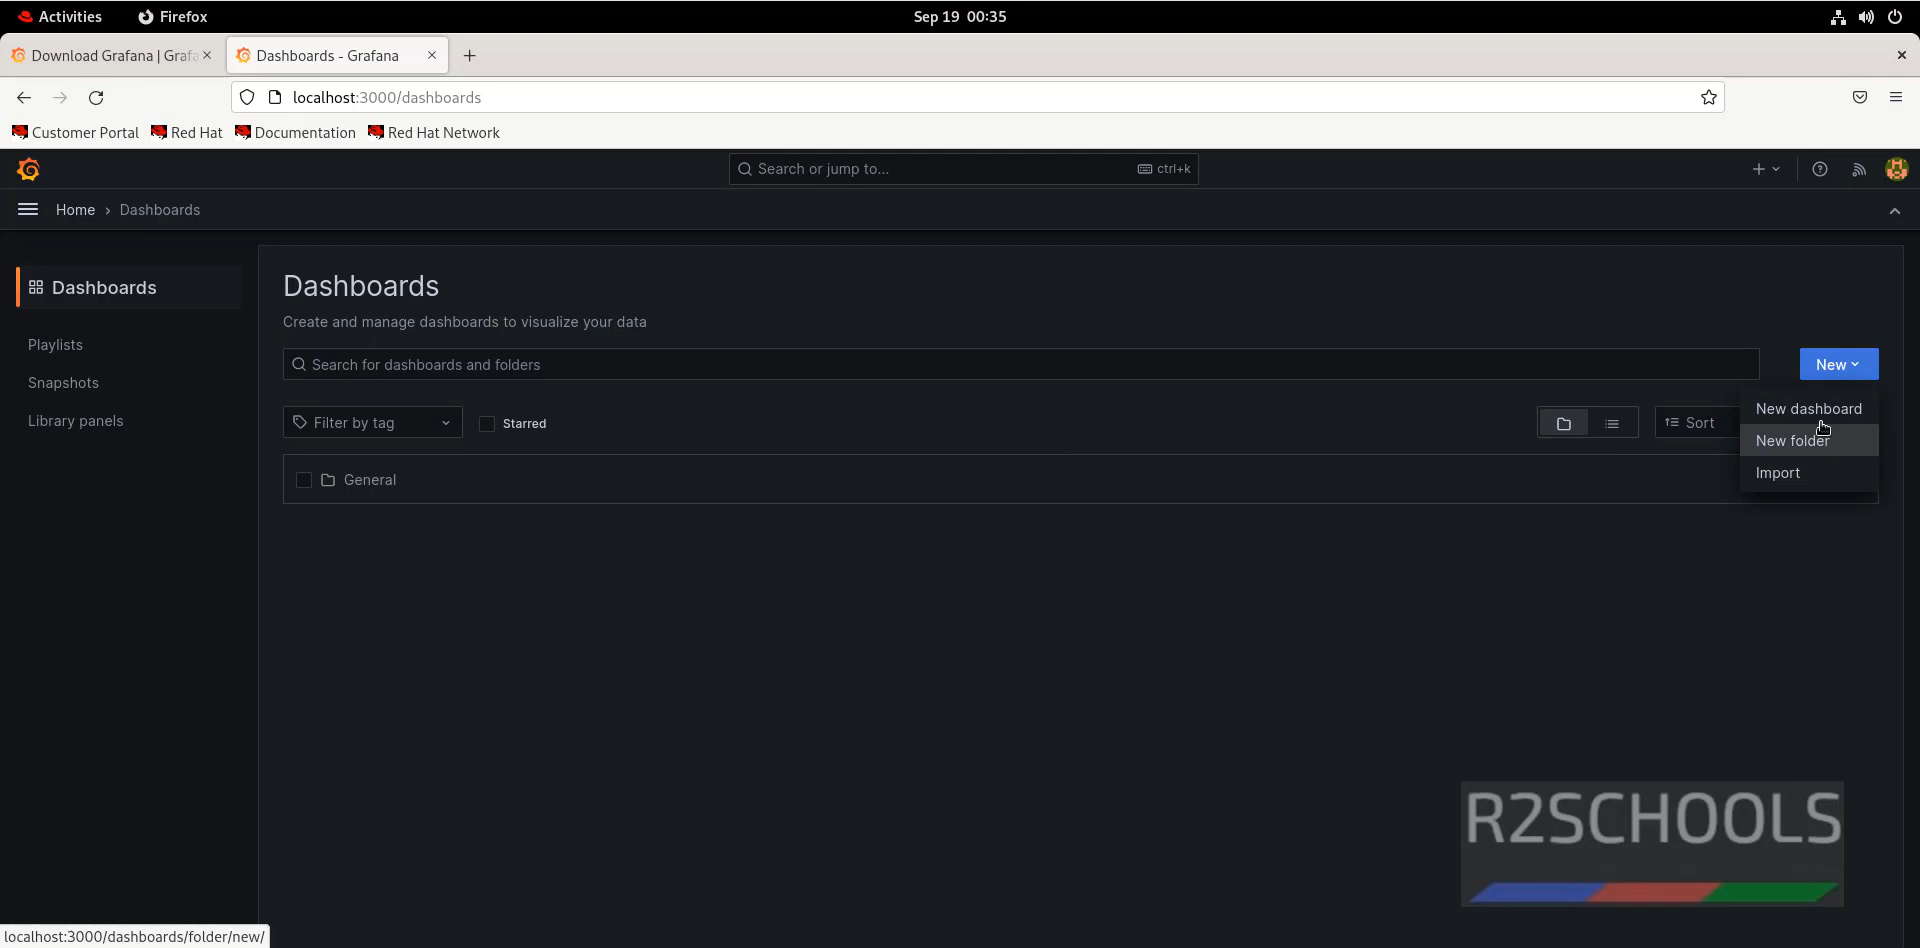 Activities
Firefox
Sep 19 00:35
Download Grafana | Grafa
Dashboards - Grafana
localhost:3000/dashboards
Customer Portal
Red Hat
Documentation
Red Hat Network
Search or jump to...
ctrl+k
Home › Dashboards
Dashboards
Playlists
Snapshots
Library panels
Dashboards
Create and manage dashboards to visualize your data
Search for dashboards and folders
New
Filter by tag
Starred
Sort
New dashboard
New folder
Import
General
R2SCHOOLS
localhost:3000/dashboards/folder/new/